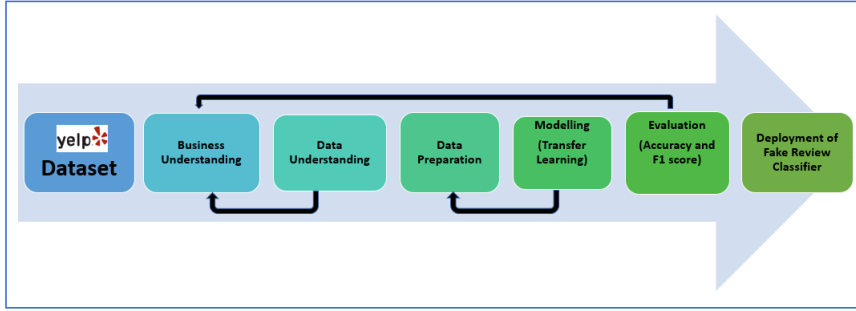 yelp
Dataset
Business
Understanding
Data
Understanding
Data
Preparation
Modelling
(Transfer
Learning)
Evaluation
(Accuracy and
F1 score)
Deployment of
Fake Review
Classifier